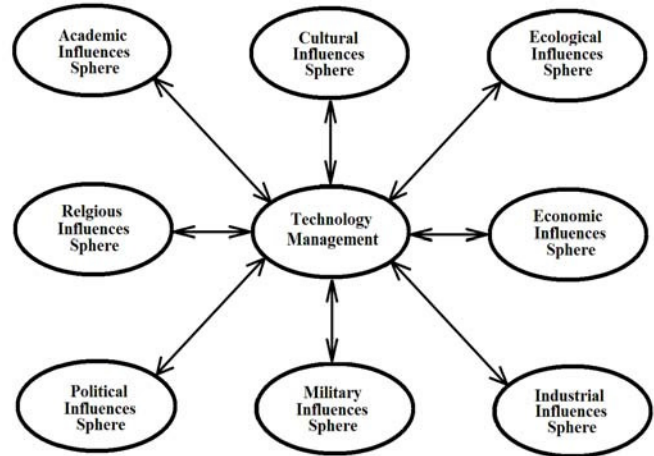 Academic
Influences
Sphere
Cultural
Influences
Sphere
Ecological
Influences
Sphere
Relgious
Influences
Sphere
Technology
Management
Economic
Influences
Sphere
Political
Influences
Sphere
Military
Influences
Sphere
Industrial
Influences
Sphere